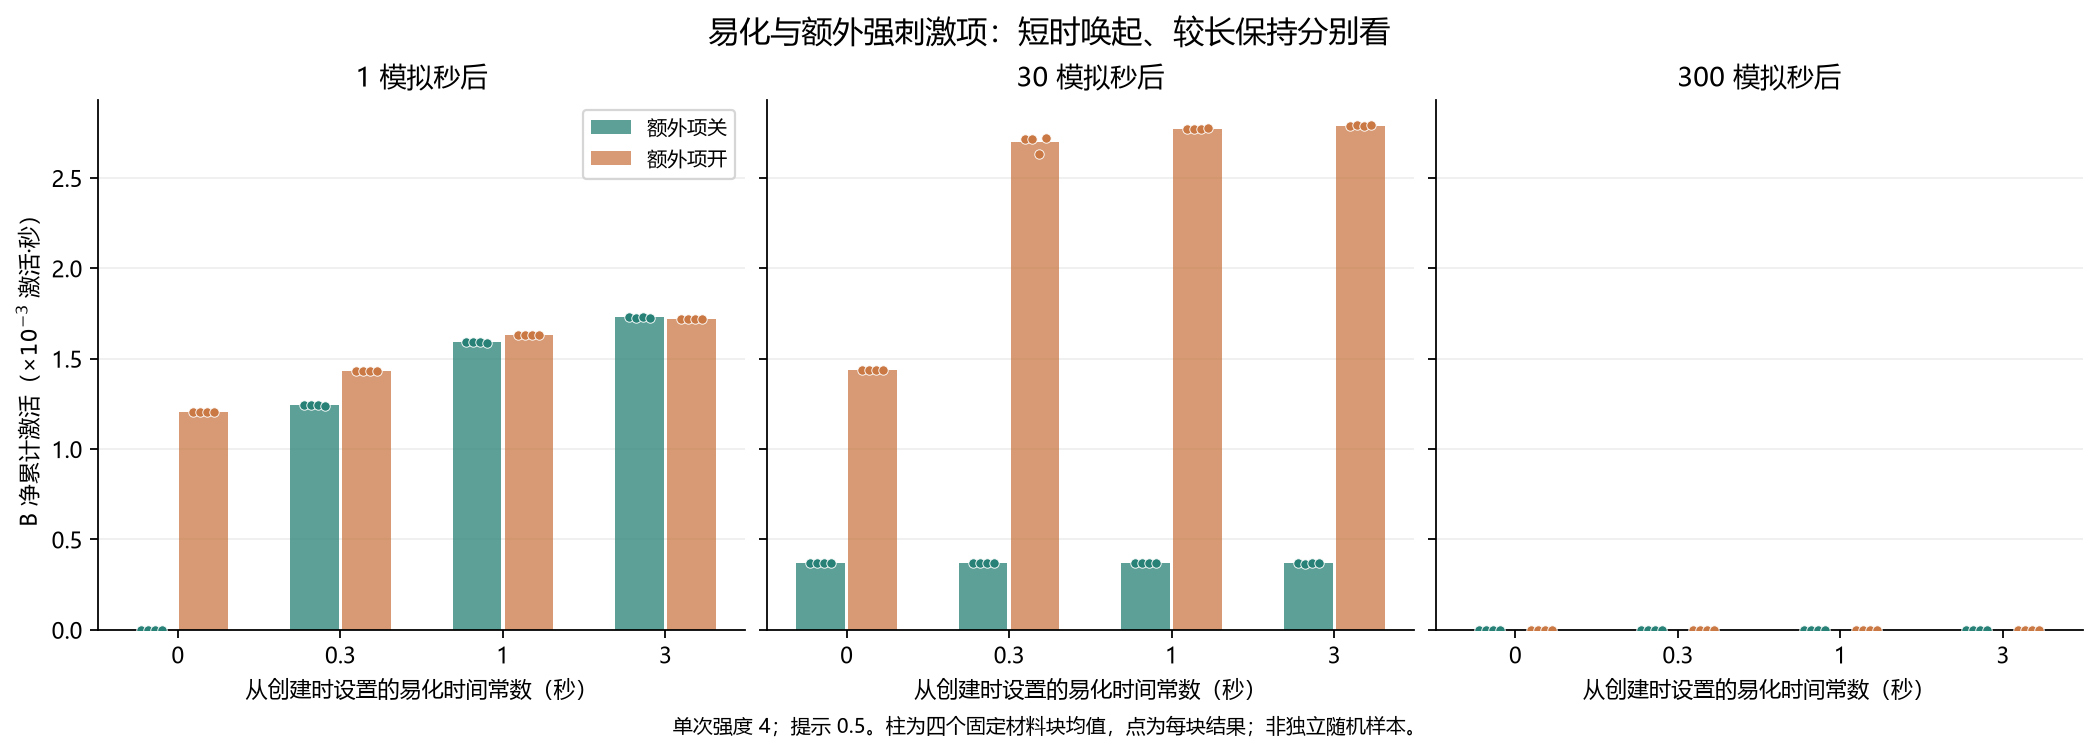 易化与额外强刺激项：短时唤起、较长保持分别看
1 模拟秒后
30 模拟秒后
300 模拟秒后
额外项关
额外项开
B 净累计激活（×10⁻³ 激活·秒）
2.5
2.0
1.5
1.0
0.5
0.0
0 0.3 1 3
0 0.3 1 3
0 0.3 1 3
从创建时设置的易化时间常数（秒）
从创建时设置的易化时间常数（秒）
从创建时设置的易化时间常数（秒）
单次强度 4；提示 0.5。柱为四个固定材料块均值，点为每块结果；非独立随机样本。